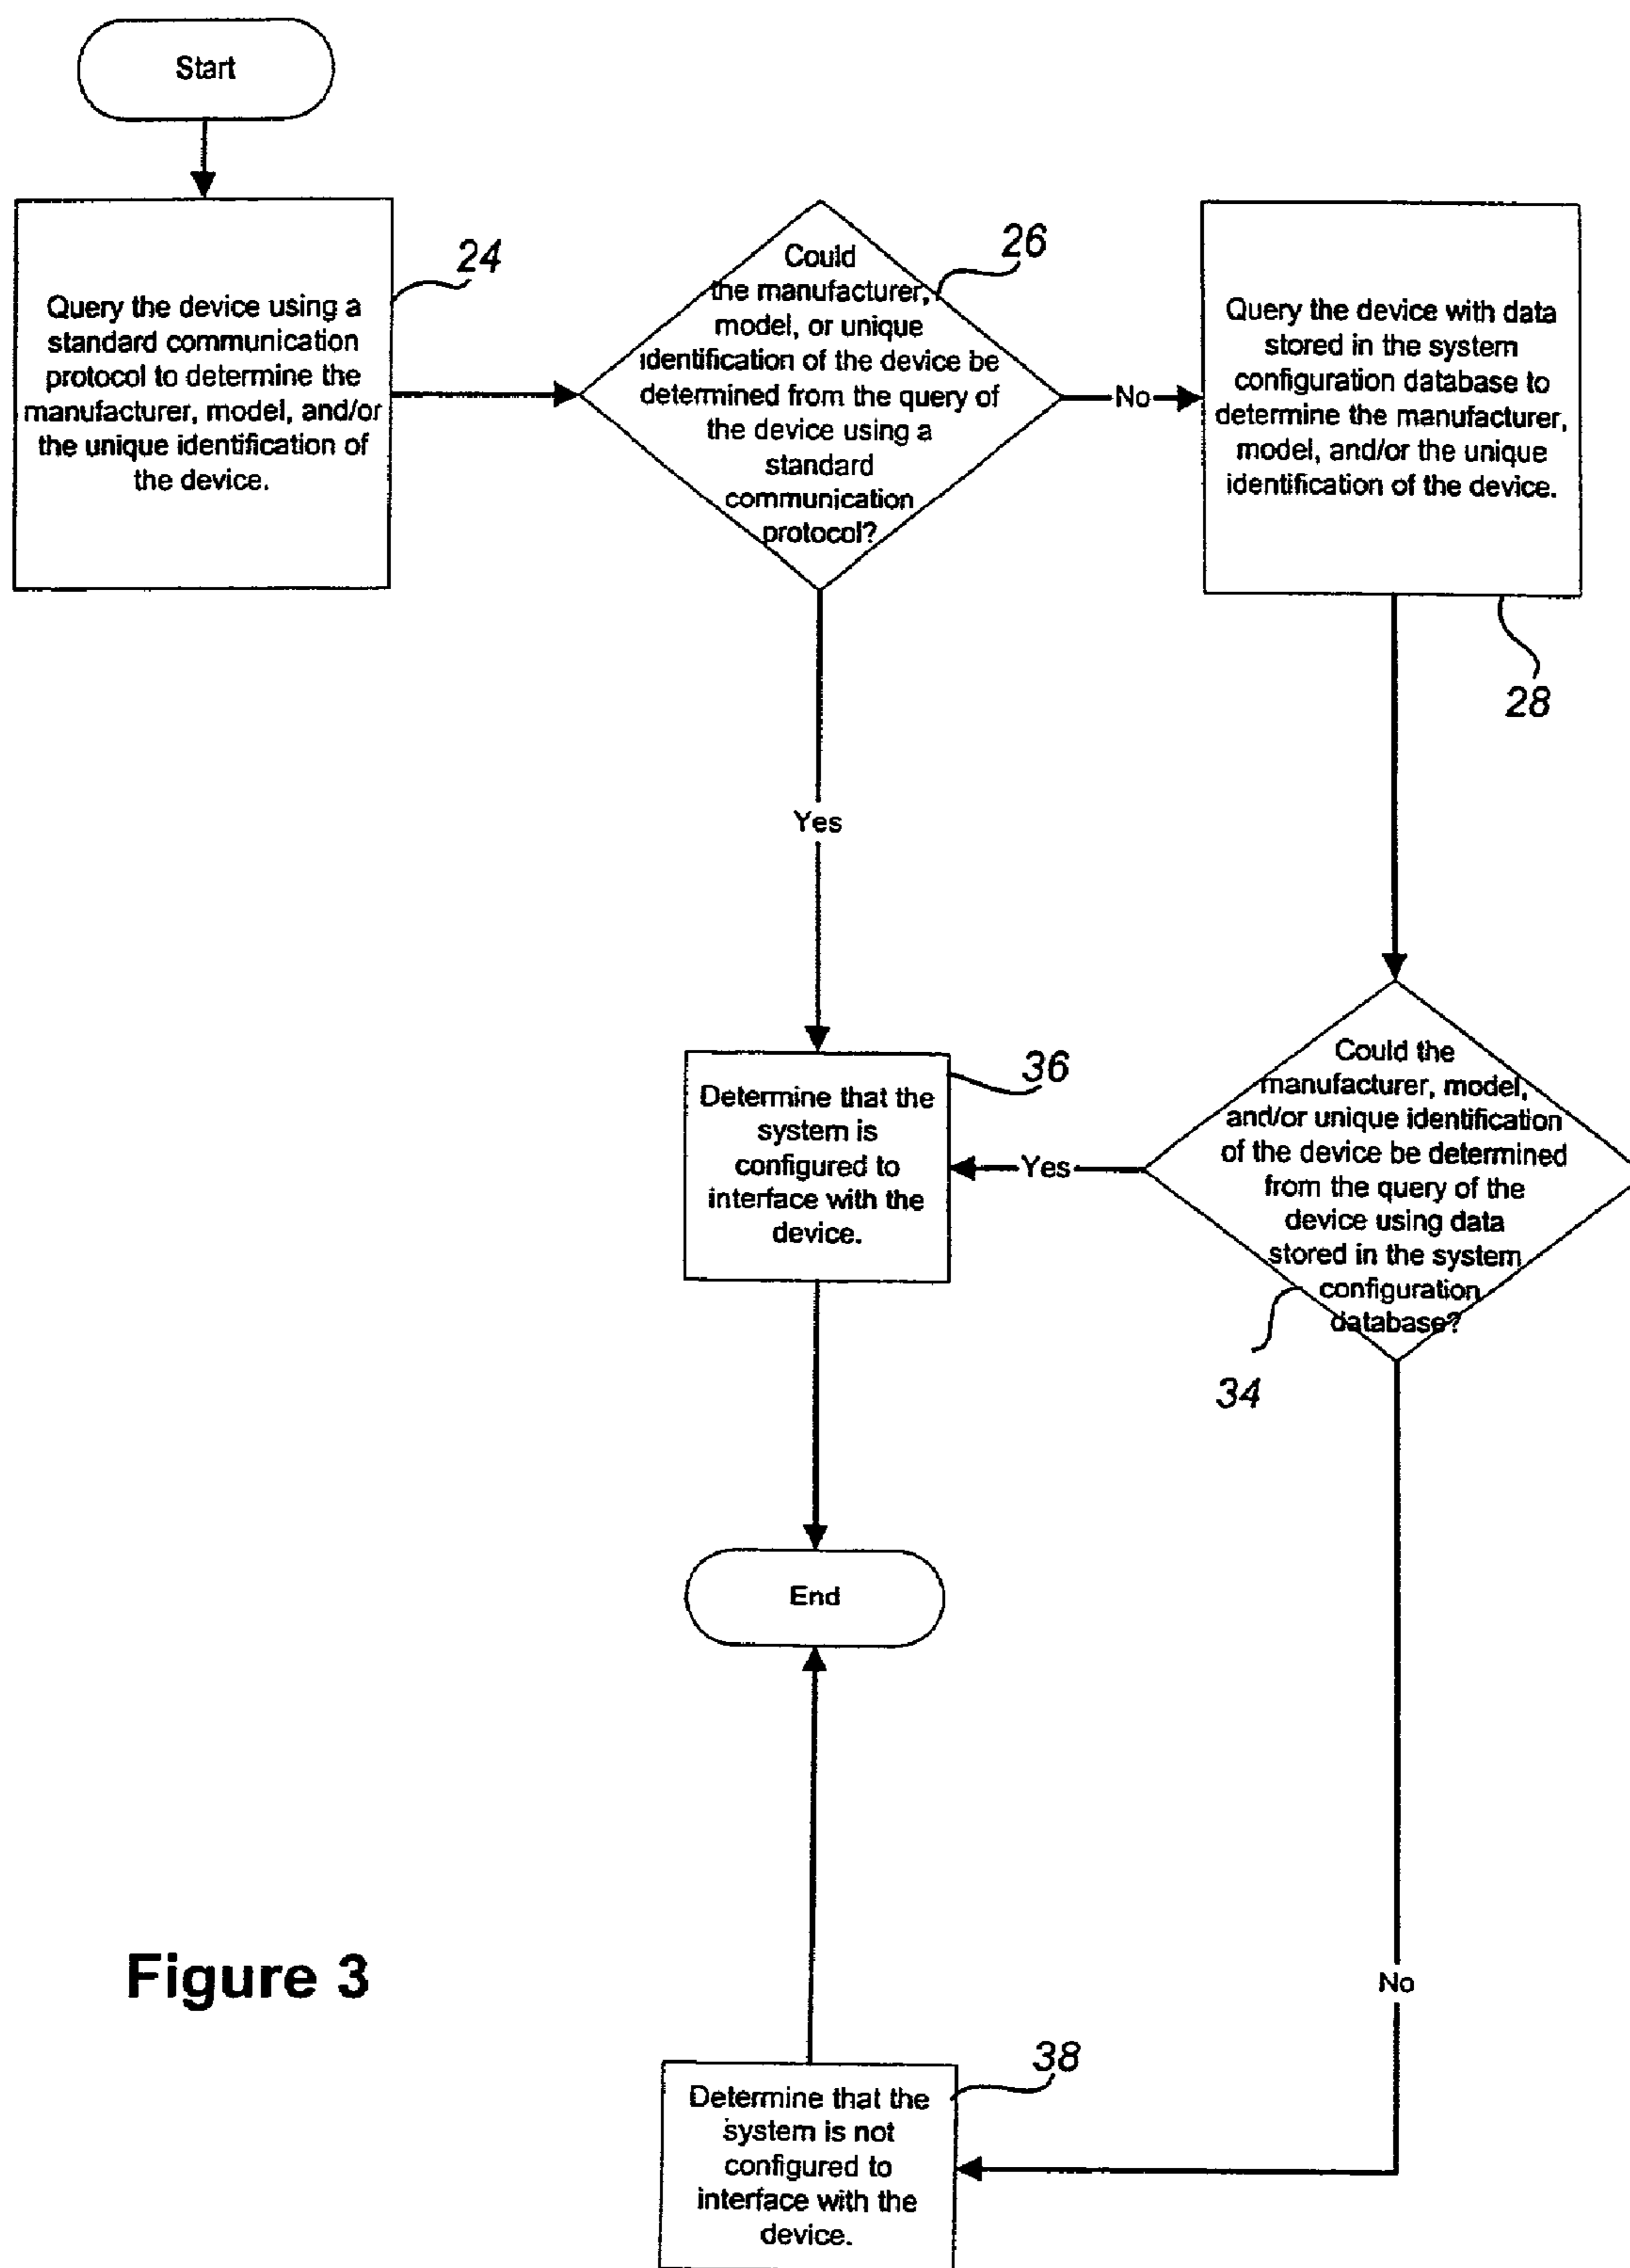 Start
24
Query the device using a
standard communication
protocol to determine the
manufacturer, model, and/or
the unique identification of
the device.
26
Could
the manufacturer,
model, or unique
identification of the device be
determined from the query of
the device using a
standard
communication
protocol?
No
Query the device with data
stored in the system
configuration database to
determine the manufacturer,
model, and/or the unique
identification of the device.
28
Yes
36
Determine that the
system is
configured to
interface with the
device.
Yes
Could the
manufacturer, model,
and/or unique identification
of the device be determined
from the query of the
device using data
stored in the system
configuration
database?
34
End
No
Figure 3
38
Determine that the
system is not
configured to
interface with the
device.